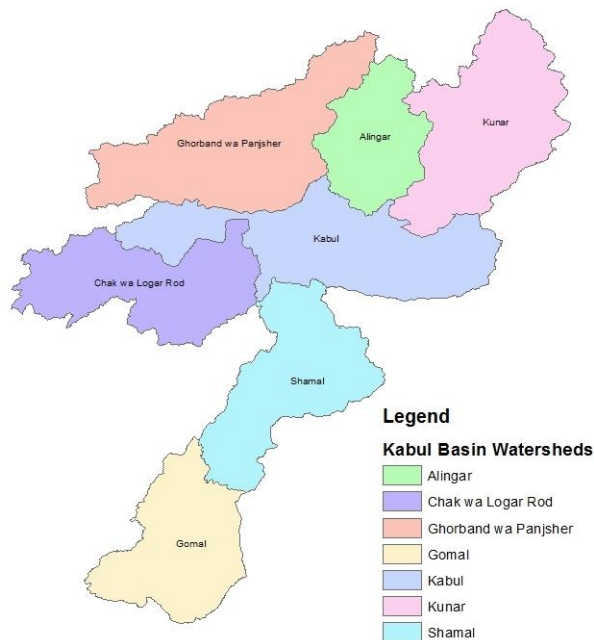 Kunar
Alingar
Ghorband wa Panjsher
Kabul
Chak wa Logar Rod
Shamal
Gomal
Legend
Kabul Basin Watersheds
Alingar
Chak wa Logar Rod
Ghorband wa Panjsher
Gomal
Kabul
Kunar
Shamal